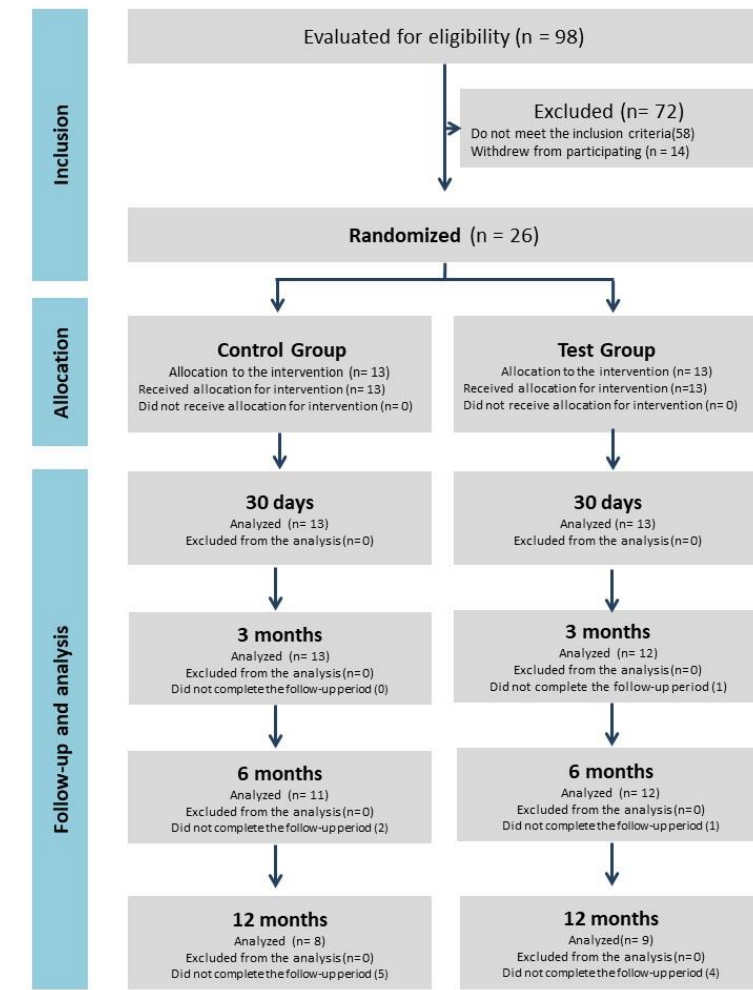 Inclusion
Evaluated for eligibility (n = 98)
Excluded (n= 72)
Do not meet the inclusion criteria(58)
Withdrew from participating (n = 14)
Randomized (n = 26)
Allocation
Control Group
Allocation to the intervention (n= 13)
Received allocation for intervention (n= 13)
Did not receive allocation for intervention (n= 0)
Test Group
Allocation to the intervention (n= 13)
Received allocation for intervention (n=13)
Did not receive allocation for intervention (n= 0)
Follow-up and analysis
30 days
Analyzed (n= 13)
Excluded from the analysis (n=0)
30 days
Analyzed (n= 13)
Excluded from the analysis (n=0)
3 months
Analyzed (n= 13)
Excluded from the analysis (n=0)
Did not complete the follow-up period (0)
3 months
Analyzed (n= 12)
Excluded from the analysis (n=0)
Did not complete the follow-up period (1)
6 months
Analyzed (n= 11)
Excluded from the analysis (n=0)
Did not complete the follow-up period (2)
6 months
Analyzed (n= 12)
Excluded from the analysis (n=0)
Did not complete the follow-up period (1)
12 months
Analyzed (n= 8)
Excluded from the analysis (n=0)
Did not complete the follow-up period (5)
12 months
Analyzed(n= 9)
Excluded from the analysis (n=0)
Did not complete the follow-up period (4)